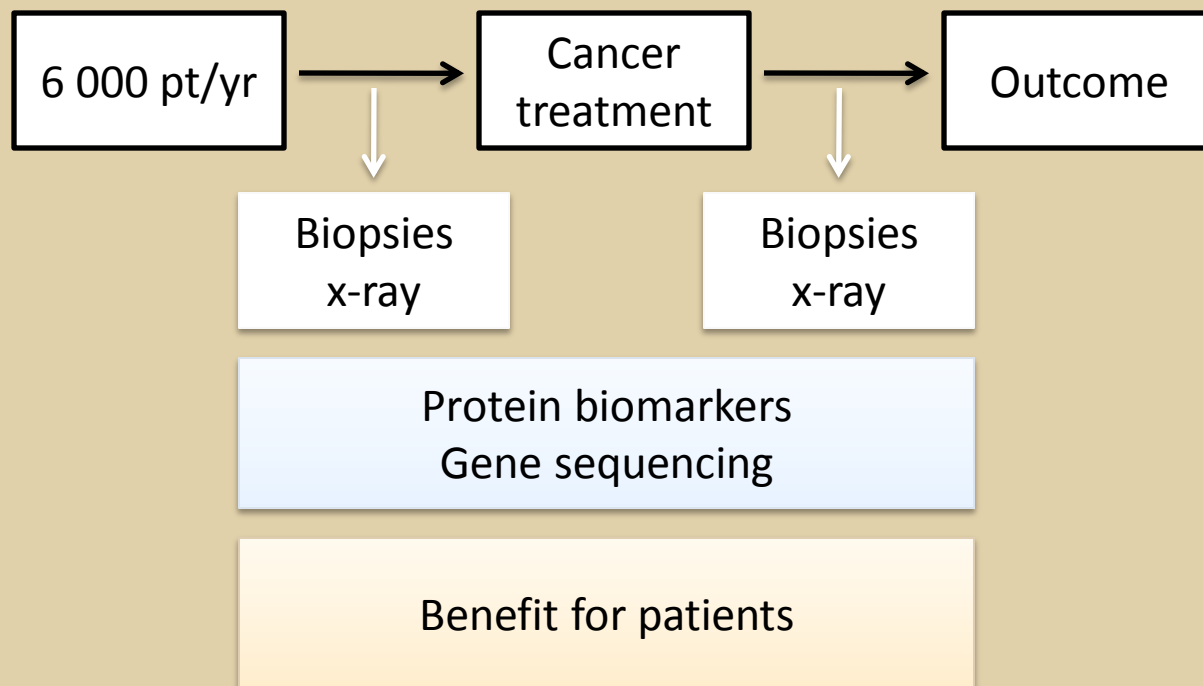 6 000 pt/yr
Cancer
treatment
Outcome
Biopsies
x-ray
Biopsies
x-ray
Protein biomarkers
Gene sequencing
Benefit for patients